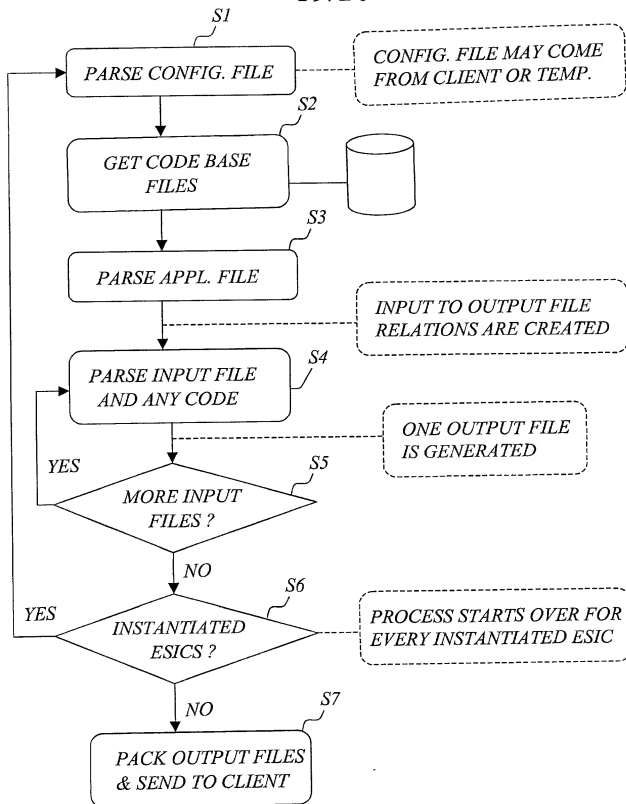 S1
PARSE CONFIG. FILE
CONFIG. FILE MAY COME
FROM CLIENT OR TEMP.
S2
GET CODE BASE
FILES
S3
PARSE APPL. FILE
INPUT TO OUTPUT FILE
RELATIONS ARE CREATED
S4
PARSE INPUT FILE
AND ANY CODE
ONE OUTPUT FILE
IS GENERATED
YES
S5
MORE INPUT
FILES ?
NO
YES
S6
INSTANTIATED
ESICS ?
PROCESS STARTS OVER FOR
EVERY INSTANTIATED ESIC
NO
S7
PACK OUTPUT FILES
& SEND TO CLIENT